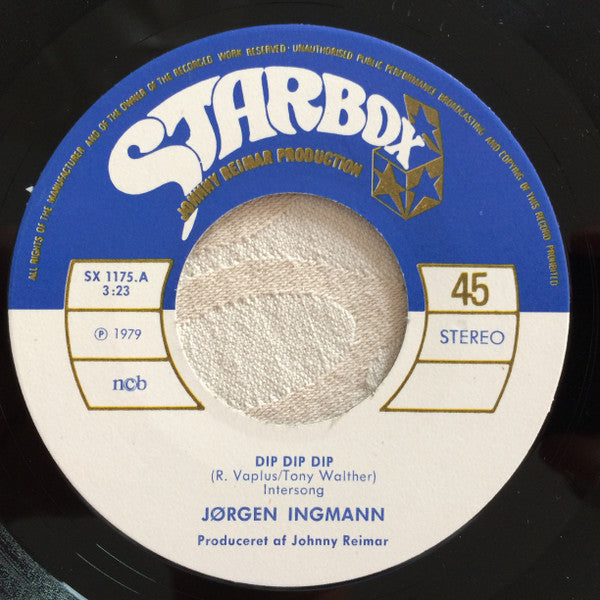 ALL RIGHTS OF THE MANUFACTURER AND OF THE OWNER OF THE RECORDED WORK RESERVED · UNAUTHORISED PUBLIC PERFORMANCE BROADCASTING AND COPYING OF THIS RECORD PROHIBITED
STARBOX
JOHNNY REIMAR PRODUCTION
SX 1175.A
3:23
℗ 1979
ncb
45
STEREO
DIP DIP DIP
(R. Vaplus/Tony Walther)
Intersong
JØRGEN INGMANN
Produceret af Johnny Reimar